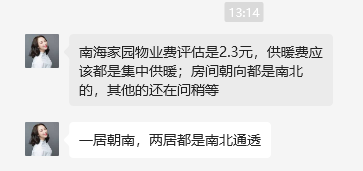 13:14
南海家园物业费评估是2.3元，供暖费应
该都是集中供暖；房间朝向都是南北
的，其他的还在问稍等
一居朝南，两居都是南北通透